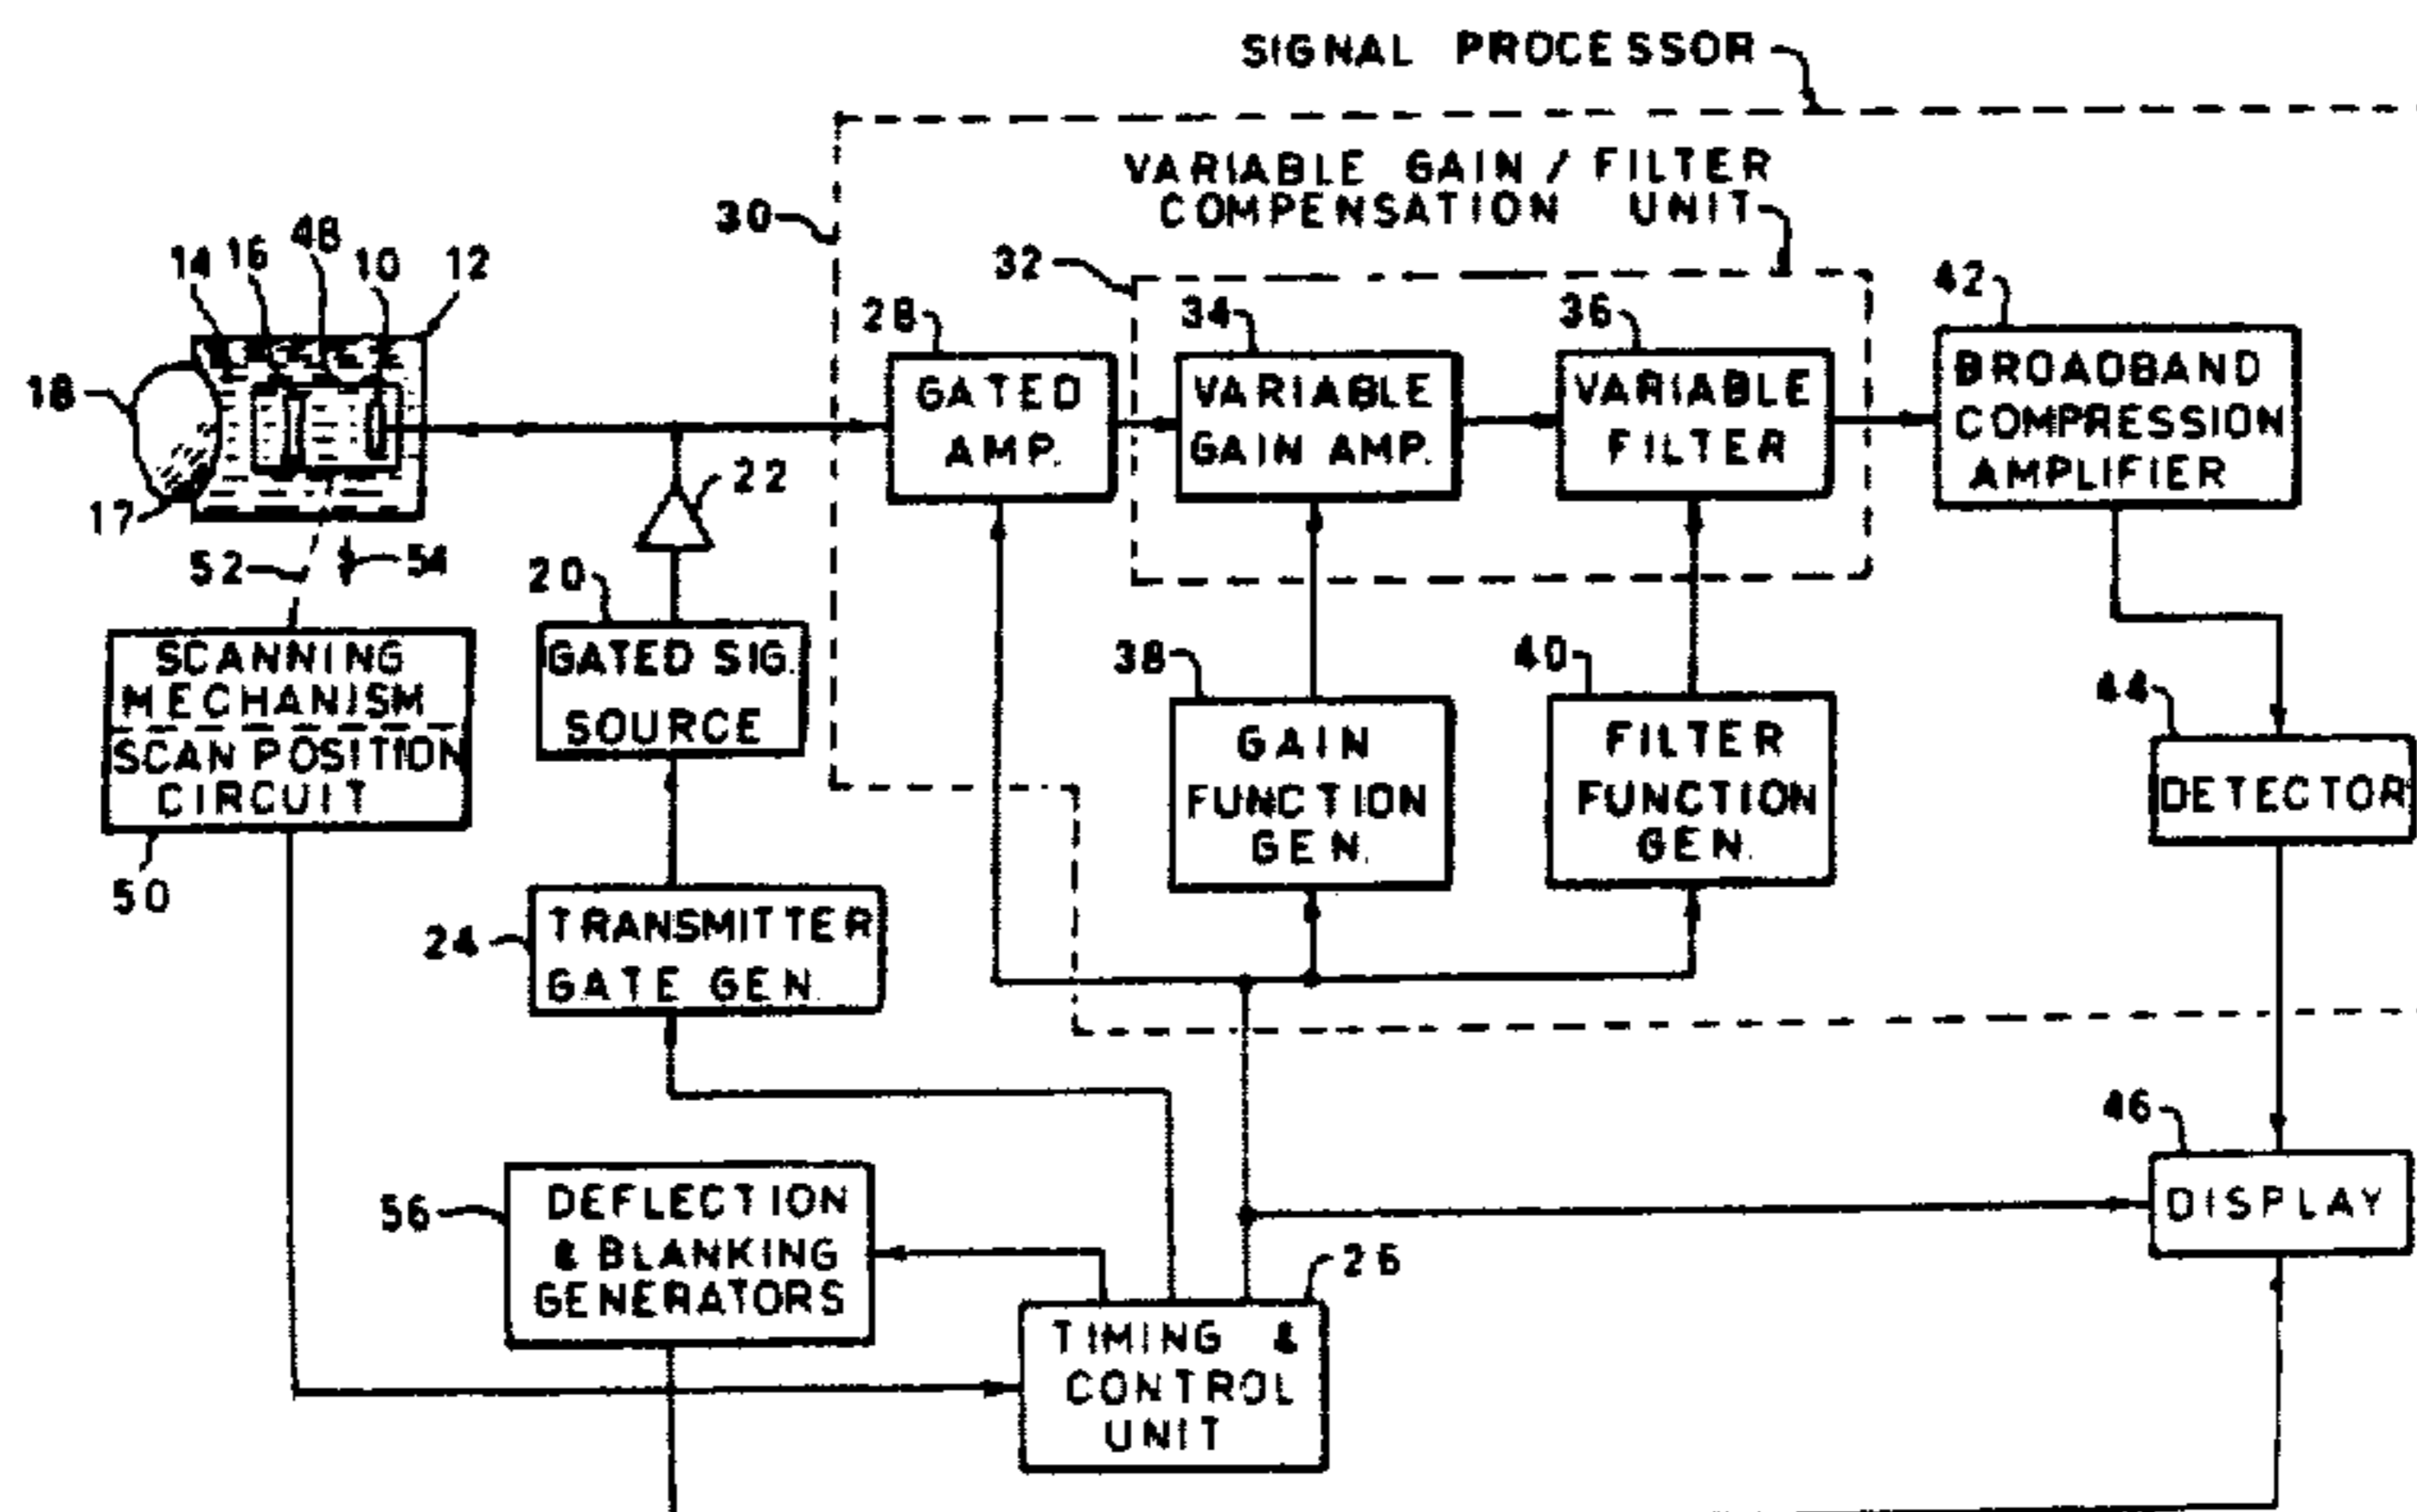 SIGNAL PROCESSOR
VARIABLE GAIN / FILTER
COMPENSATION UNIT
30
32
14 16 48 10 12
28
34
36
42
18
17
GATED
AMP.
VARIABLE
GAIN AMP.
VARIABLE
FILTER
BROADBAND
COMPRESSION
AMPLIFIER
22
52
54
20
SCANNING
MECHANISM
SCAN POSITION
CIRCUIT
50
GATED SIG.
SOURCE
38
GAIN
FUNCTION
GEN.
40
FILTER
FUNCTION
GEN.
44
DETECTOR
24
TRANSMITTER
GATE GEN.
46
DISPLAY
56
DEFLECTION
& BLANKING
GENERATORS
26
TIMING &
CONTROL
UNIT